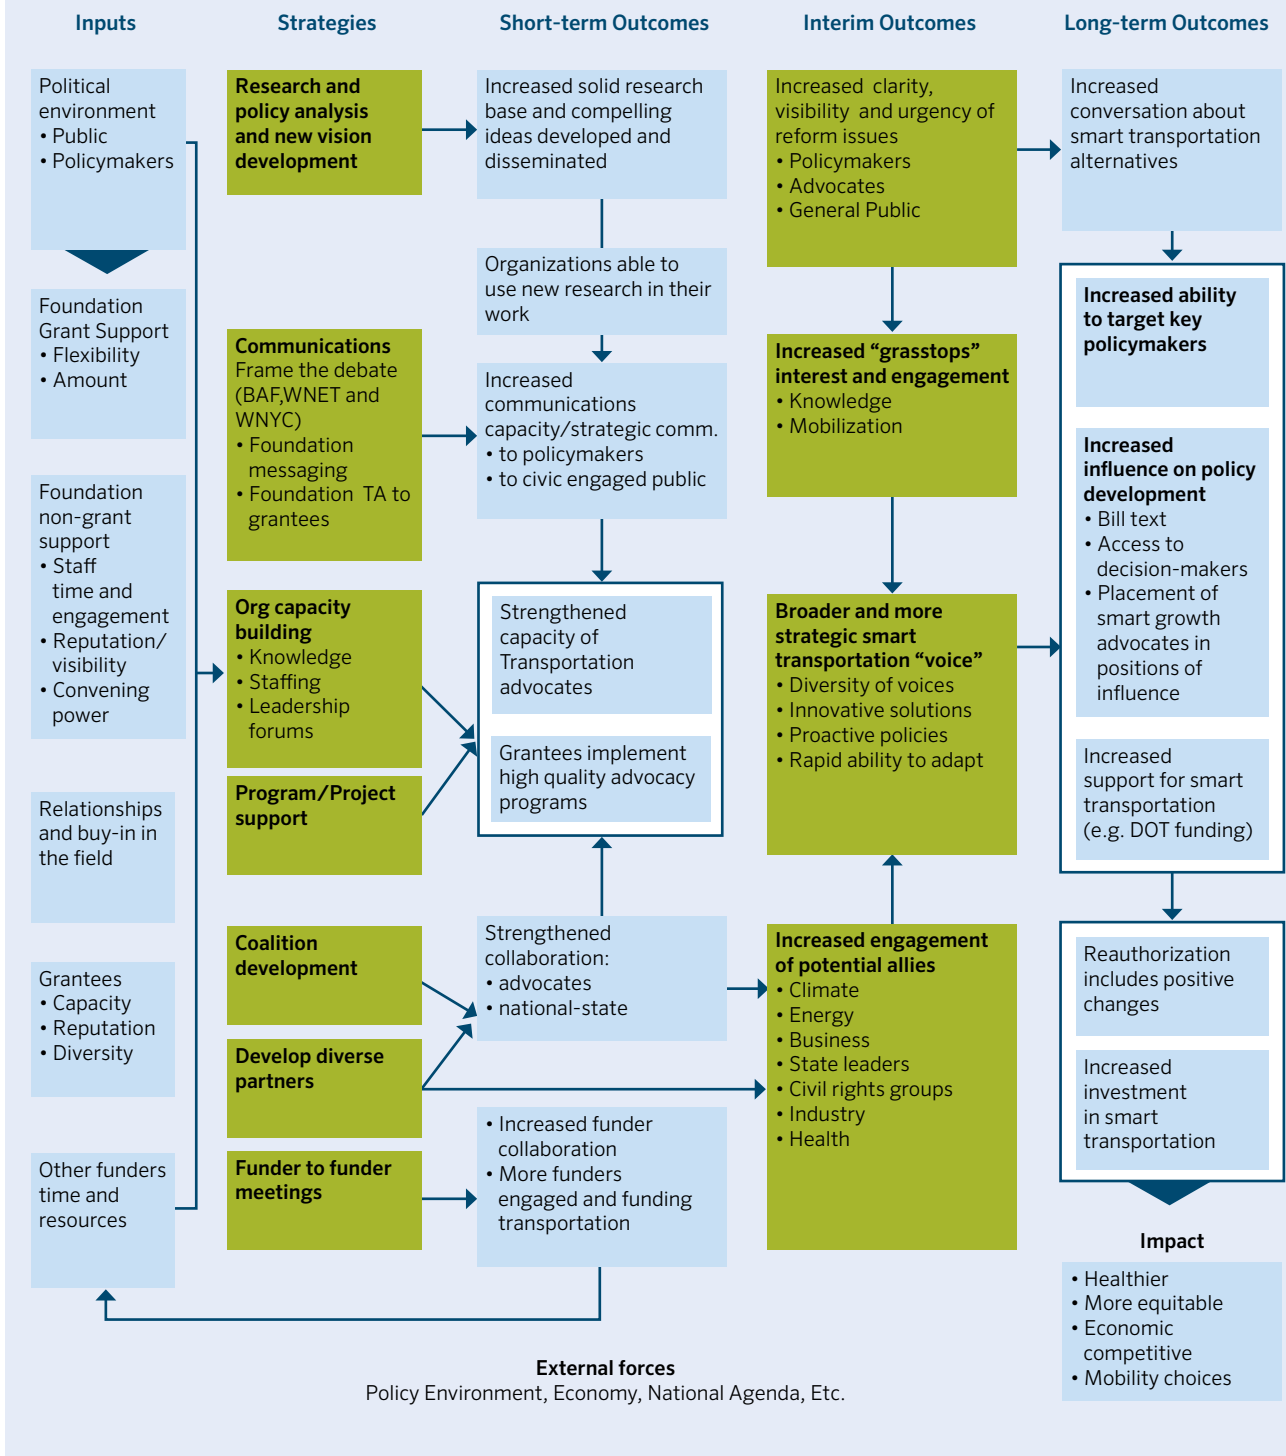 Inputs
Political
environment
• Public
• Policymakers
Foundation
Grant Support
• Flexibility
• Amount
Foundation
non-grant
support
• Staff
time and
engagement
• Reputation/
visibility
• Convening
power
Relationships
and buy-in in
the field
Grantees
• Capacity
• Reputation
• Diversity
Other funders
time and
resources
Strategies
Research and
policy analysis
and new vision
development
Communications
Frame the debate
(BAF,WNET and
WNYC)
• Foundation
messaging
• Foundation TA to
grantees
Org capacity
building
• Knowledge
• Staffing
• Leadership
forums
Program/Project
support
Coalition
development
Develop diverse
partners
Funder to funder
meetings
Short-term Outcomes
Increased solid research
base and compelling
ideas developed and
disseminated
Organizations able to
use new research in their
work
Increased
communications
capacity/strategic comm.
• to policymakers
• to civic engaged public
Strengthened
capacity of
Transportation
advocates
Grantees implement
high quality advocacy
programs
Strengthened
collaboration:
• advocates
• national-state
• Increased funder
collaboration
• More funders
engaged and funding
transportation
Interim Outcomes
Increased clarity,
visibility and urgency of
reform issues
• Policymakers
• Advocates
• General Public
Increased “grasstops”
interest and engagement
• Knowledge
• Mobilization
Broader and more
strategic smart
transportation “voice”
• Diversity of voices
• Innovative solutions
• Proactive policies
• Rapid ability to adapt
Increased engagement
of potential allies
• Climate
• Energy
• Business
• State leaders
• Civil rights groups
• Industry
• Health
Long-term Outcomes
Increased
conversation about
smart transportation
alternatives
Increased ability
to target key
policymakers
Increased
influence on policy
development
• Bill text
• Access to
decision-makers
• Placement of
smart growth
advocates in
positions of
influence
Increased
support for smart
transportation
(e.g. DOT funding)
Reauthorization
includes positive
changes
Increased
investment
in smart
transportation
Impact
• Healthier
• More equitable
• Economic
competitive
• Mobility choices
External forces
Policy Environment, Economy, National Agenda, Etc.